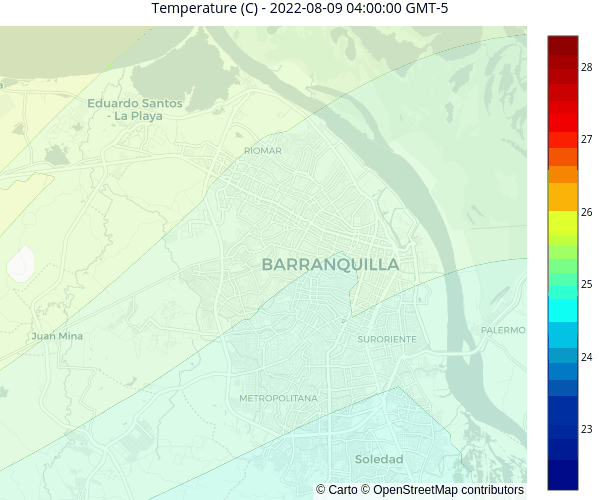 Temperature (C) - 2022-08-09 04:00:00 GMT-5
28
27
26
25
24
23
Eduardo Santos
- La Playa
RIOMAR
BARRANQUILLA
Juan Mina
SURORIENTE
PALERMO
METROPOLITANA
Soledad
© Carto © OpenStreetMap contributors